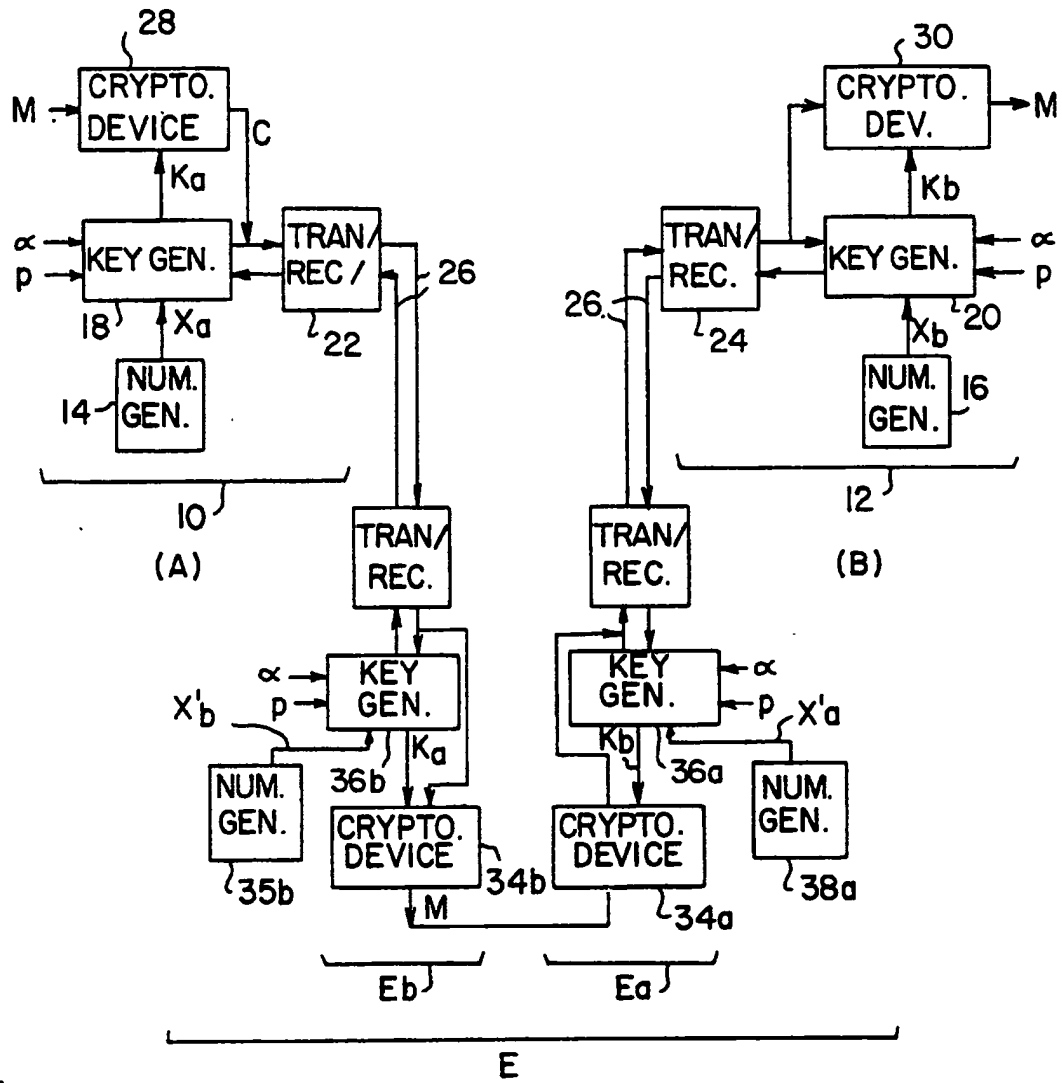 28
CRYPTO.
DEVICE
M
C
Ka
α
p
KEY GEN.
18
Xa
TRAN/
REC/
22
26
NUM.
GEN.
14
10
(A)
30
CRYPTO.
DEV.
M
Kb
TRAN/
REC.
24
26
KEY GEN.
α
p
20
Xb
NUM.
GEN.
16
12
(B)
TRAN/
REC.
KEY
GEN.
α
p
X'b
36b
Ka
NUM.
GEN.
35b
CRYPTO.
DEVICE
34b
M
TRAN/
REC.
KEY
GEN.
α
p
X'a
Kb
36a
NUM.
GEN.
38a
CRYPTO.
DEVICE
34a
Eb
Ea
E